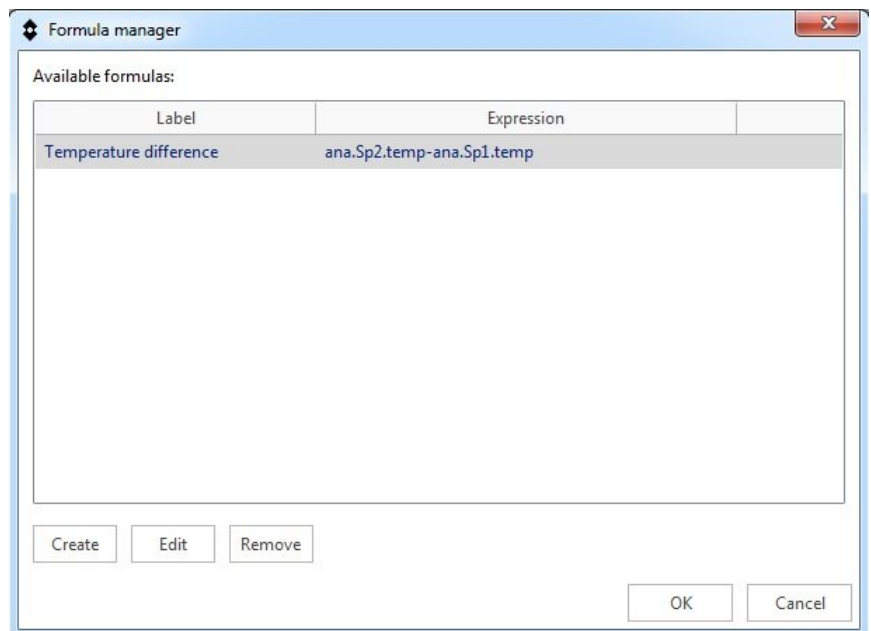 Formula manager
Available formulas:
Label Expression
Temperature difference ana.Sp2.temp-ana.Sp1.temp
Create Edit Remove
OK Cancel